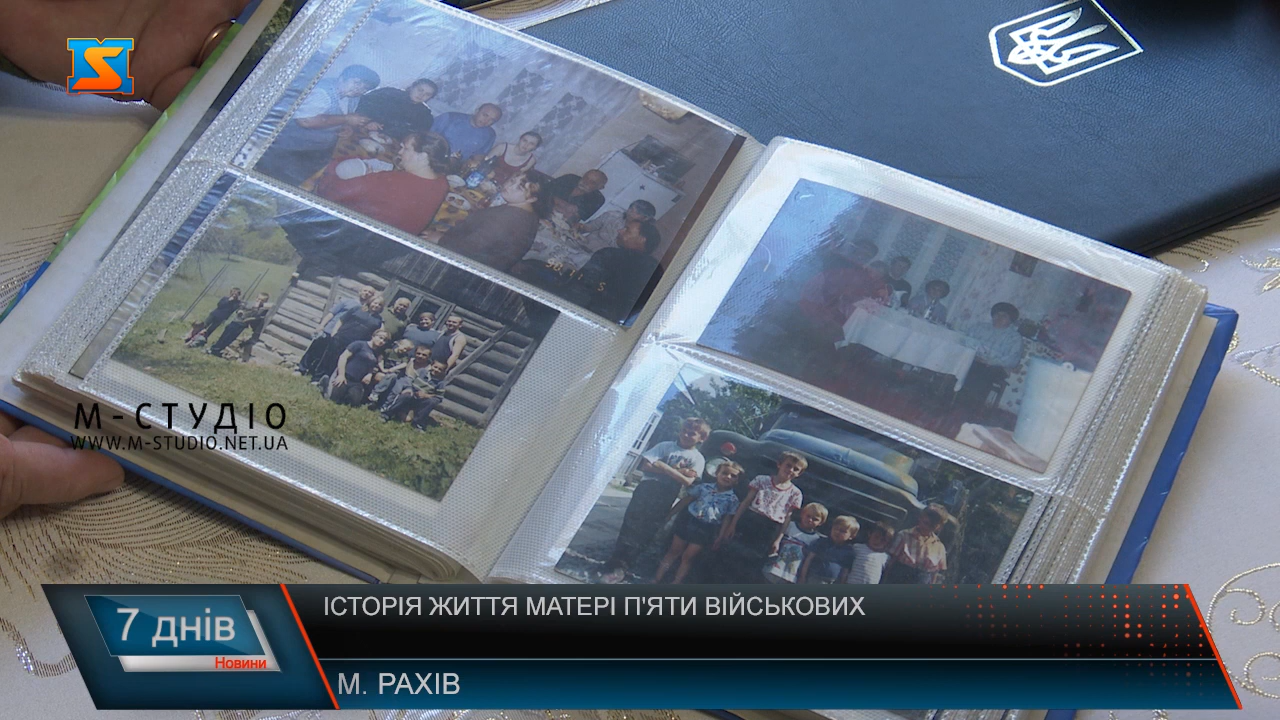 М-СТУДІО
WWW.M-STUDIO.NET.UA
7 днів
Новини
ІСТОРІЯ ЖИТТЯ МАТЕРІ П'ЯТИ ВІЙСЬКОВИХ
М. РАХІВ